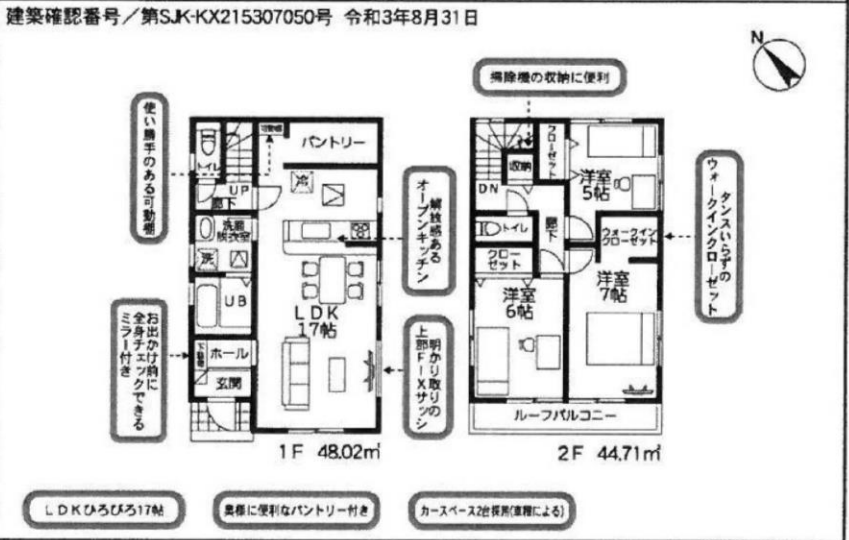 建築確認番号／第SJK-KX215307050号 令和3年8月31日
N
掃除機の収納に便利
使い勝手のある可動棚
トイレ
可動棚
パントリー
UP
廊下
冷
洗面
脱衣室
洗
UB
LDK
17帖
下駄箱
ホール
玄関
1F 48.02㎡
解放感ある
オープンキッチン
明かり取りの
上部FIXサッシ
お出かけ前に
全身チェックできる
ミラー付き
クローゼット
収納
DN
洋室
5帖
トイレ
廊下
ウォークイン
クローゼット
クロー
ゼット
洋室
6帖
洋室
7帖
ルーフバルコニー
2F 44.71㎡
タンスいらずの
ウォークインクローゼット
LDKひろびろ17帖
奥様に便利なパントリー付き
カースペース2台採用(車種による)